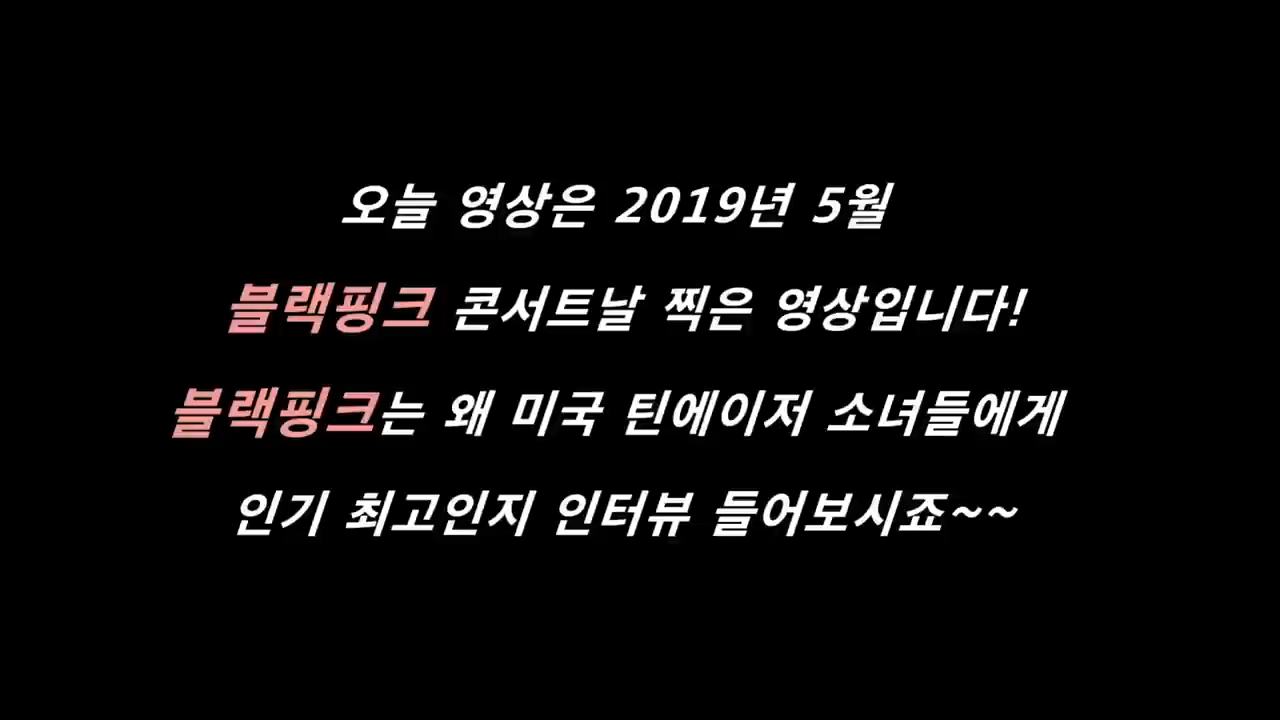 오늘 영상은 2019년 5월
블랙핑크 콘서트날 찍은 영상입니다!
블랙핑크는 왜 미국 틴에이저 소녀들에게
인기 최고인지 인터뷰 들어보시죠~~